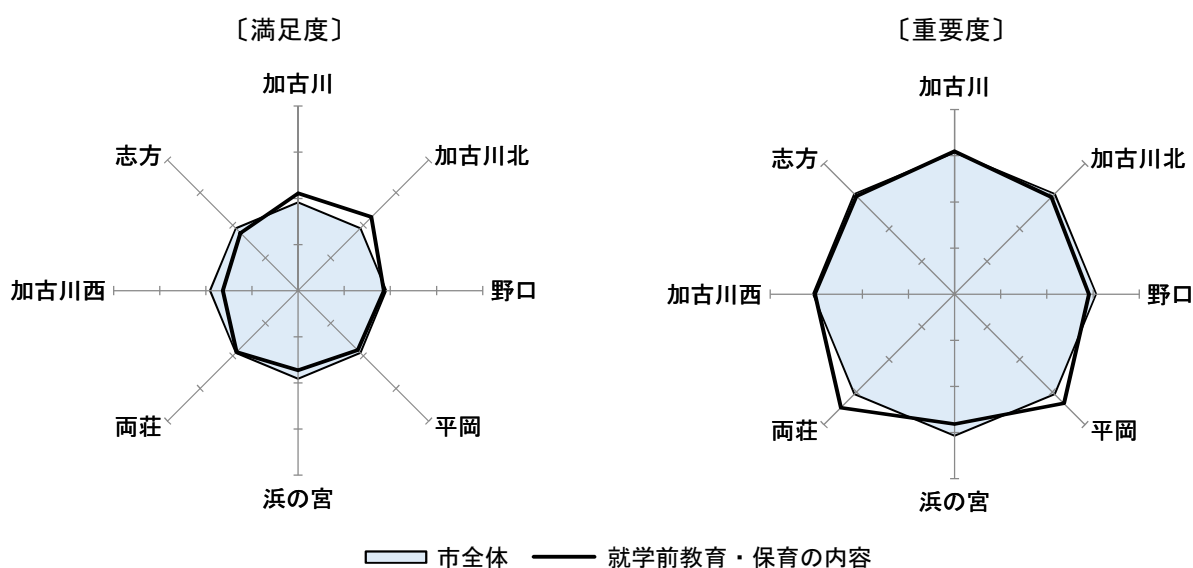 〔満足度〕
加古川
加古川北
野口
平岡
浜の宮
両荘
加古川西
志方
〔重要度〕
加古川
加古川北
野口
平岡
浜の宮
両荘
加古川西
志方
市全体
就学前教育・保育の内容